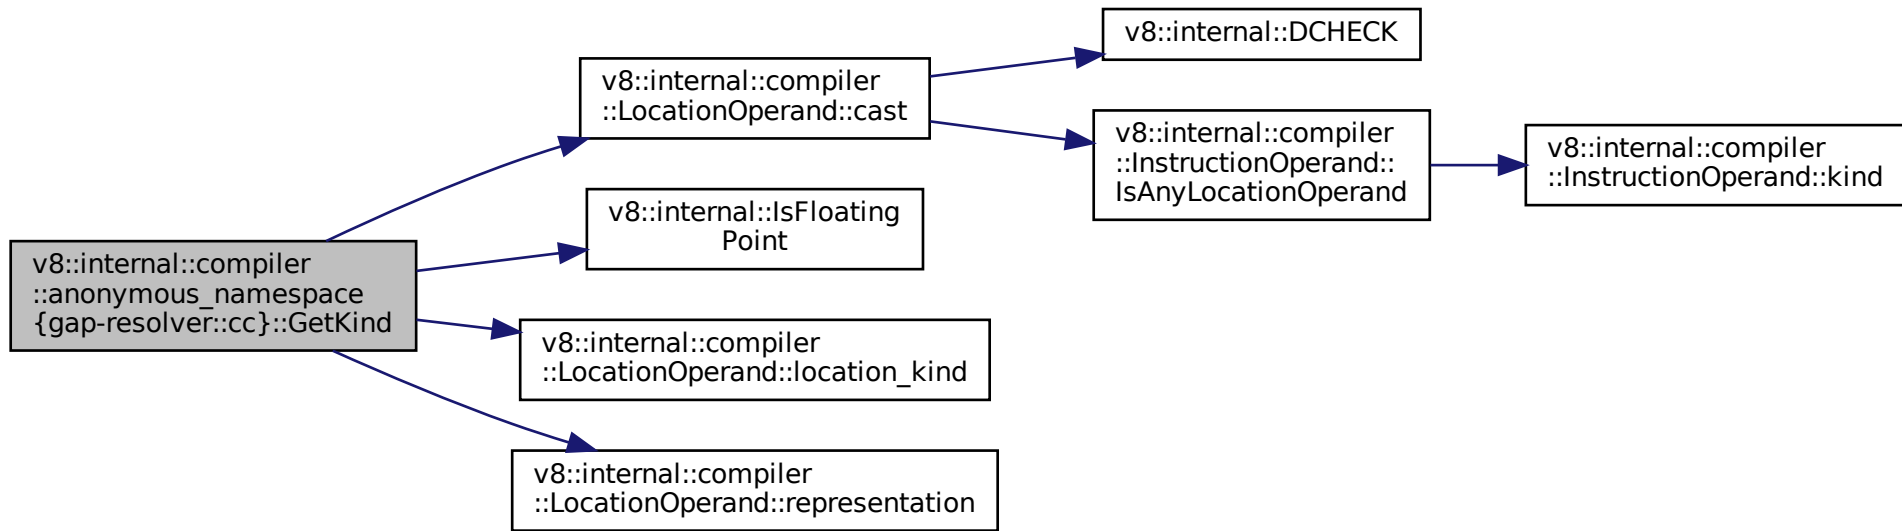 v8::internal::compiler
::anonymous_namespace
{gap-resolver::cc}::GetKind
v8::internal::compiler
::LocationOperand::cast
v8::internal::DCHECK
v8::internal::compiler
::InstructionOperand::
IsAnyLocationOperand
v8::internal::compiler
::InstructionOperand::kind
v8::internal::IsFloating
Point
v8::internal::compiler
::LocationOperand::location_kind
v8::internal::compiler
::LocationOperand::representation